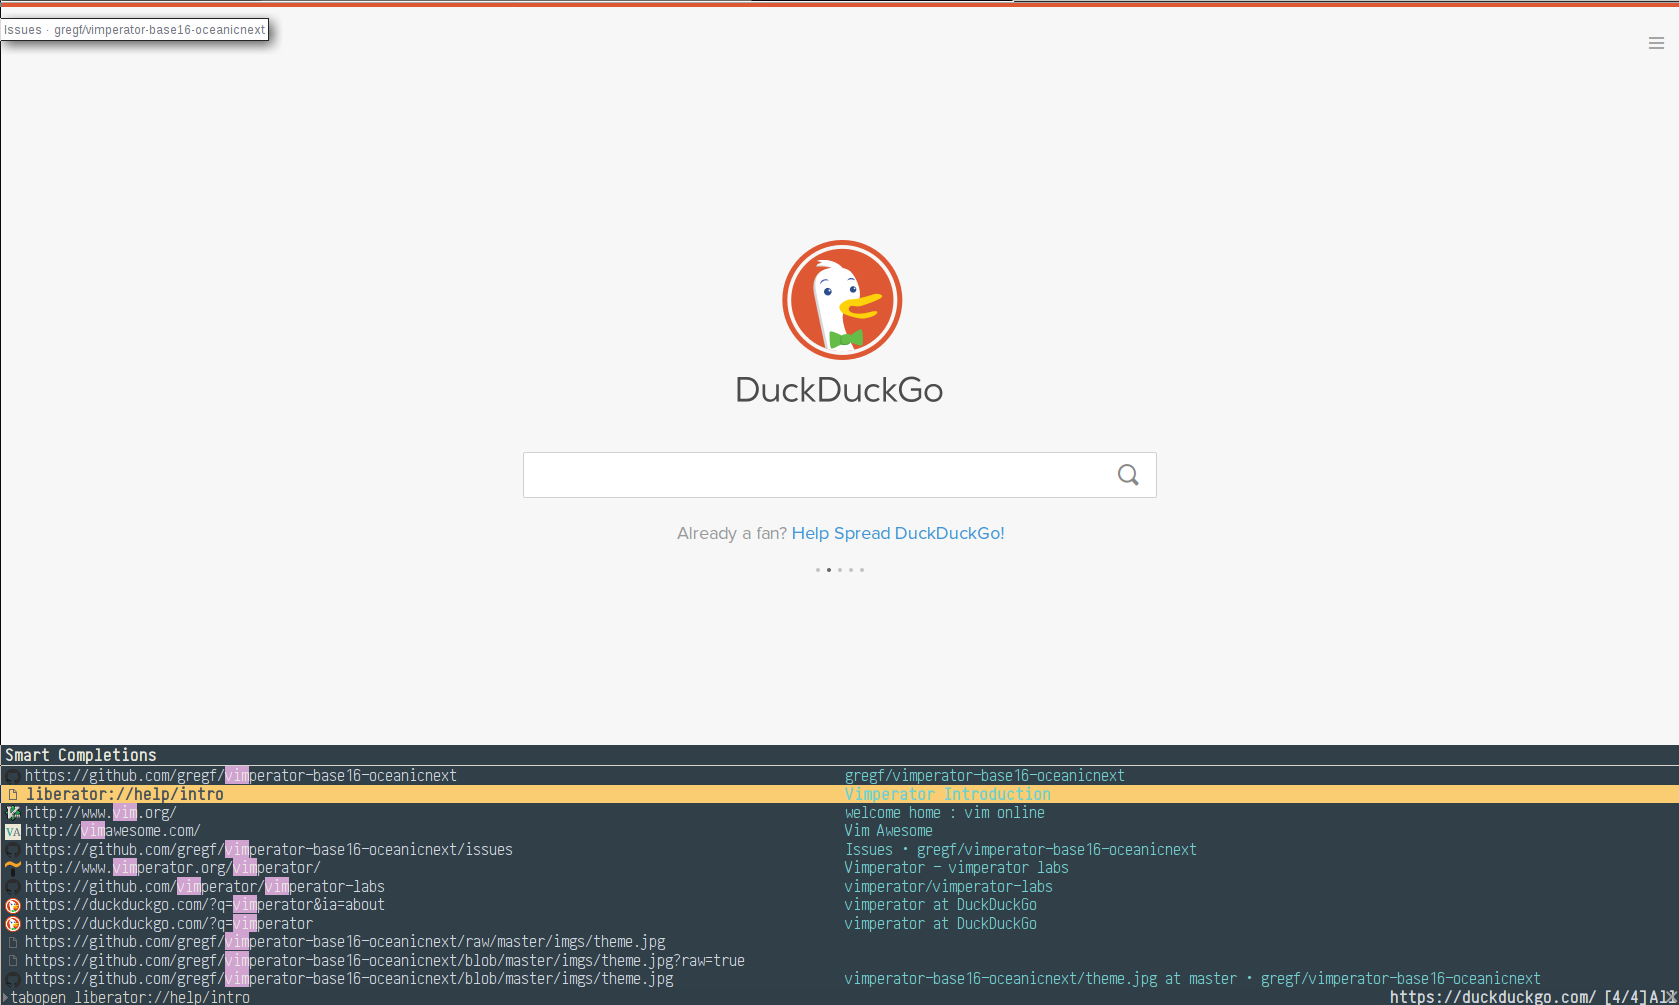 Issues · gregf/vimperator-base16-oceanicnext
DuckDuckGo
Already a fan? Help Spread DuckDuckGo!
Smart Completions
https://github.com/gregf/vimperator-base16-oceanicnext gregf/vimperator-base16-oceanicnext
liberator://help/intro Vimperator Introduction
http://www.vim.org/ welcome home : vim online
VA http://vimawesome.com/ Vim Awesome
https://github.com/gregf/vimperator-base16-oceanicnext/issues Issues · gregf/vimperator-base16-oceanicnext
http://www.vimperator.org/vimperator/ Vimperator - vimperator labs
https://github.com/vimperator/vimperator-labs vimperator/vimperator-labs
https://duckduckgo.com/?q=vimperator&ia=about vimperator at DuckDuckGo
https://duckduckgo.com/?q=vimperator vimperator at DuckDuckGo
https://github.com/gregf/vimperator-base16-oceanicnext/raw/master/imgs/theme.jpg
https://github.com/gregf/vimperator-base16-oceanicnext/blob/master/imgs/theme.jpg?raw=true
https://github.com/gregf/vimperator-base16-oceanicnext/blob/master/imgs/theme.jpg vimperator-base16-oceanicnext/theme.jpg at master · gregf/vimperator-base16-oceanicnext
tabopen liberator://help/intro https://duckduckgo.com/ [4/4]